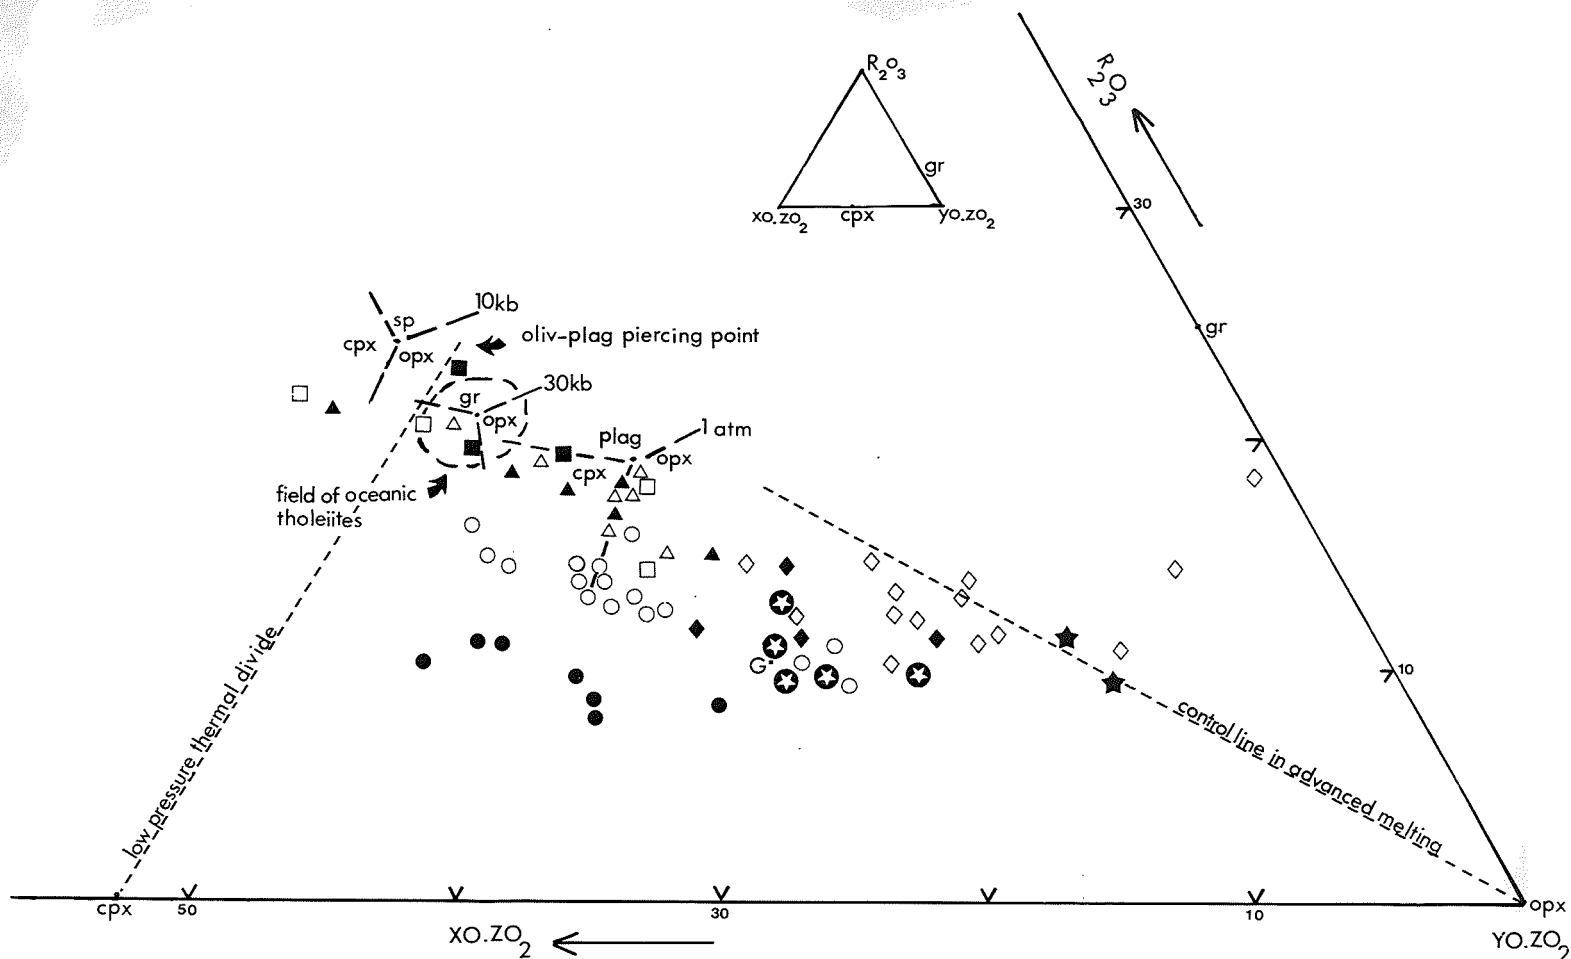 R2O3
gr
XO.ZO2
cpx
YO.ZO2
R2O3
30
gr
10kb
sp
cpx
opx
oliv-plag piercing point
30kb
gr
opx
1 atm
plag
opx
cpx
field of oceanic
tholeiites
G
10
low pressure thermal divide
control line in advanced melting
cpx
50
30
10
opx
XO.ZO2
YO.ZO2